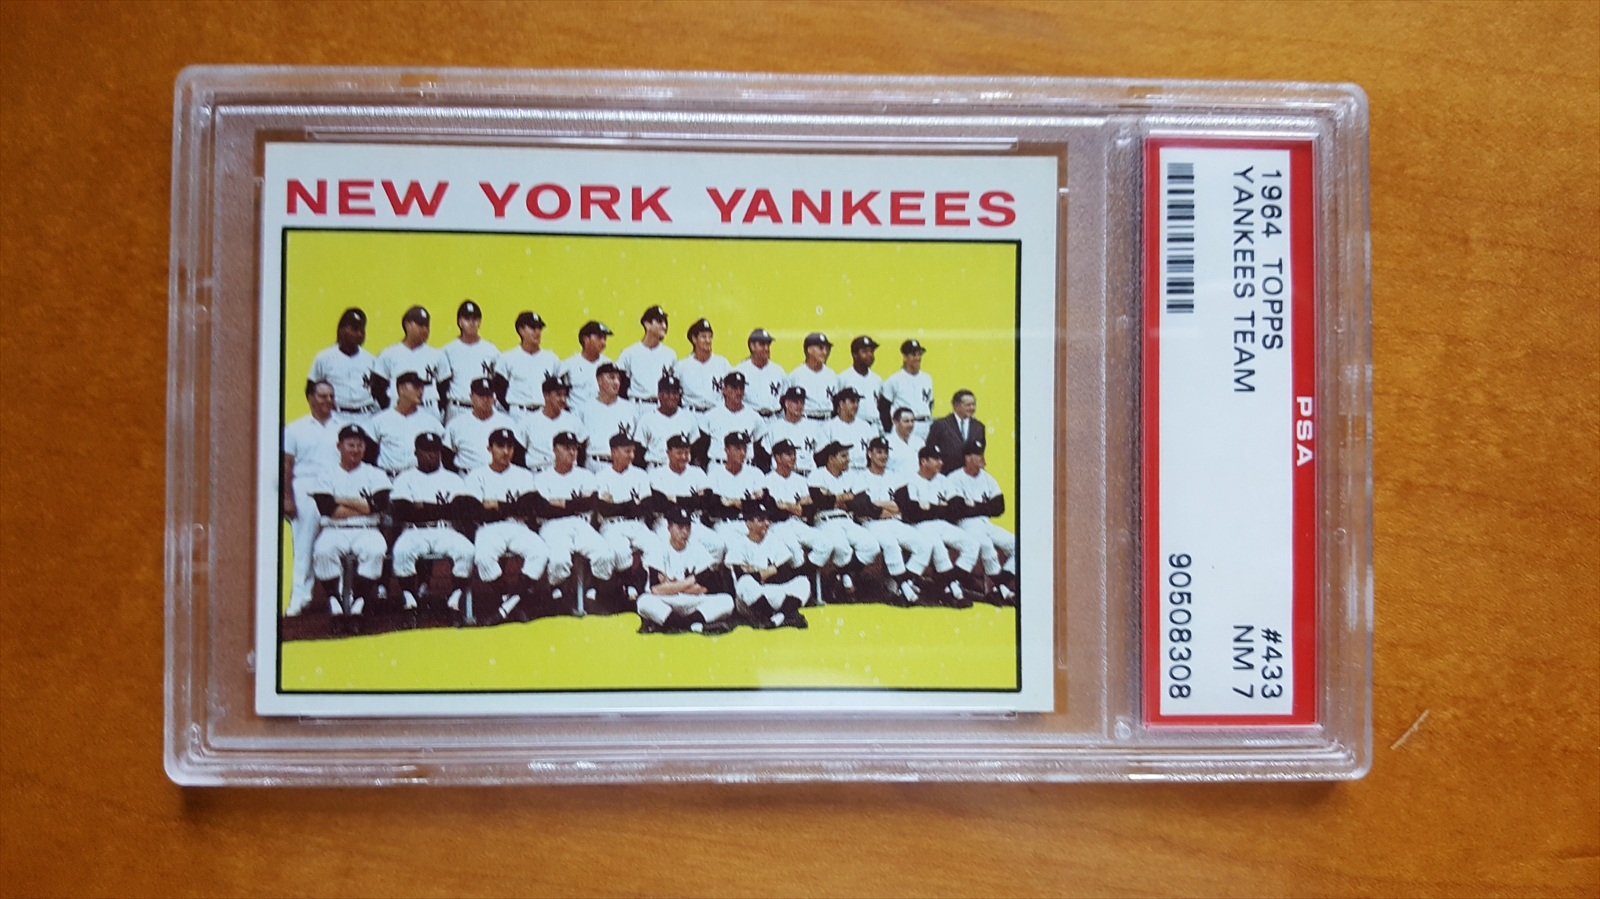 NEW YORK YANKEES
PSA
1964 TOPPS #433
YANKEES TEAM NM 7
90508308